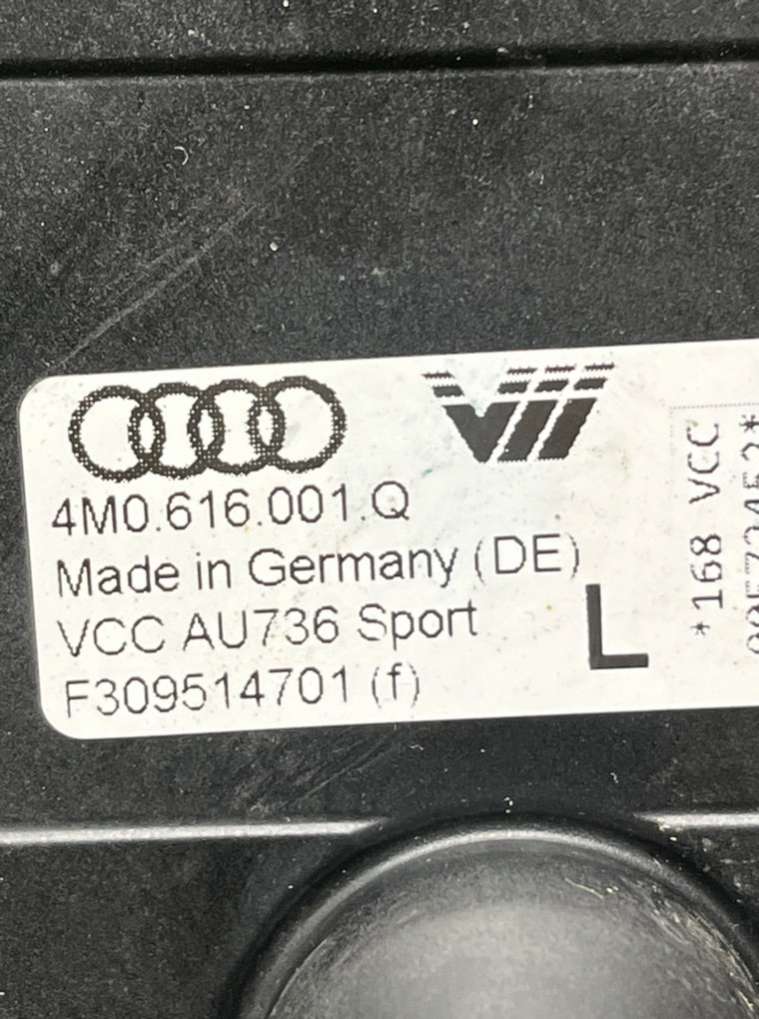 4M0.616.001.Q
Made in Germany (DE)
VCC AU736 Sport
F309514701 (f)
L
*168 VCC